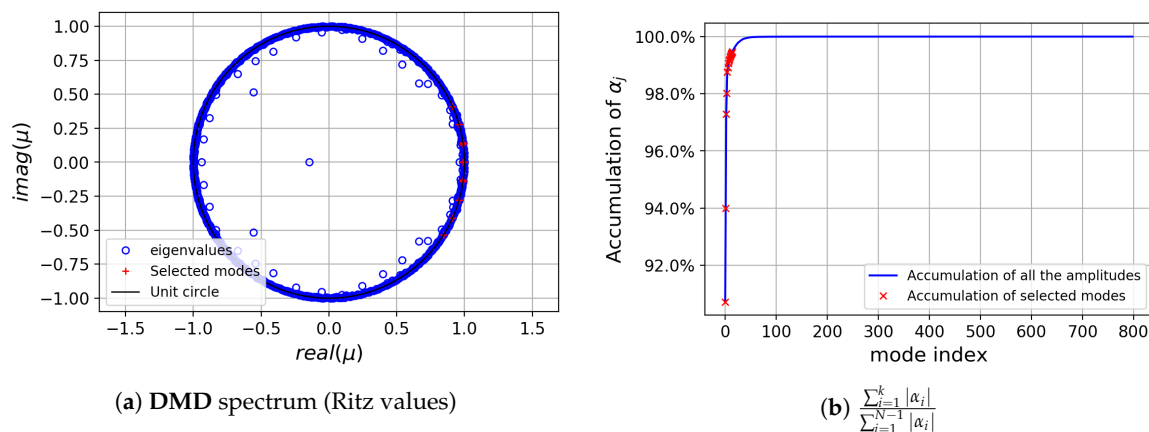 1.00
0.75
0.50
0.25
0.00
−0.25
−0.50
−0.75
−1.00
imag(μ)
eigenvalues
Selected modes
Unit circle
−1.5 −1.0 −0.5 0.0 0.5 1.0 1.5
real(μ)
(a) DMD spectrum (Ritz values)
100.0%
98.0%
96.0%
94.0%
92.0%
Accumulation of α_j
Accumulation of all the amplitudes
Accumulation of selected modes
0 100 200 300 400 500 600 700 800
mode index
(b) \frac{\sum_{i=1}^{k} |α_i|}{\sum_{i=1}^{N-1} |α_i|}